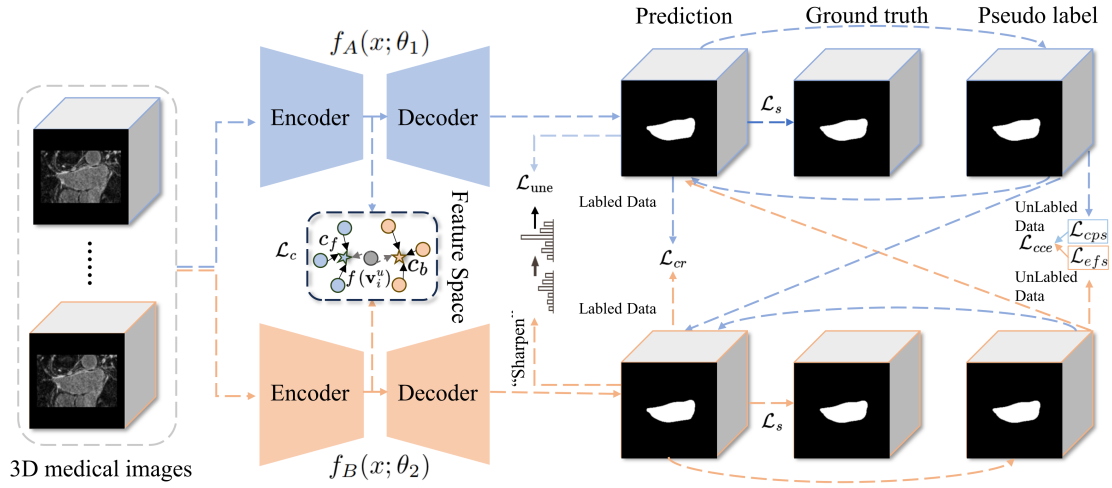 Prediction
Ground truth
Pseudo label
f_A(x; θ_1)
Encoder
Decoder
ℒ_s
ℒ_une
Labled Data
UnLabled
Data
ℒ_cps
ℒ_cce
ℒ_efs
UnLabled
Data
Feature Space
ℒ_c
c_f
c_b
f(v_i^u)
ℒ_cr
Labled Data
"Sharpen"
Encoder
Decoder
ℒ_s
3D medical images
f_B(x; θ_2)